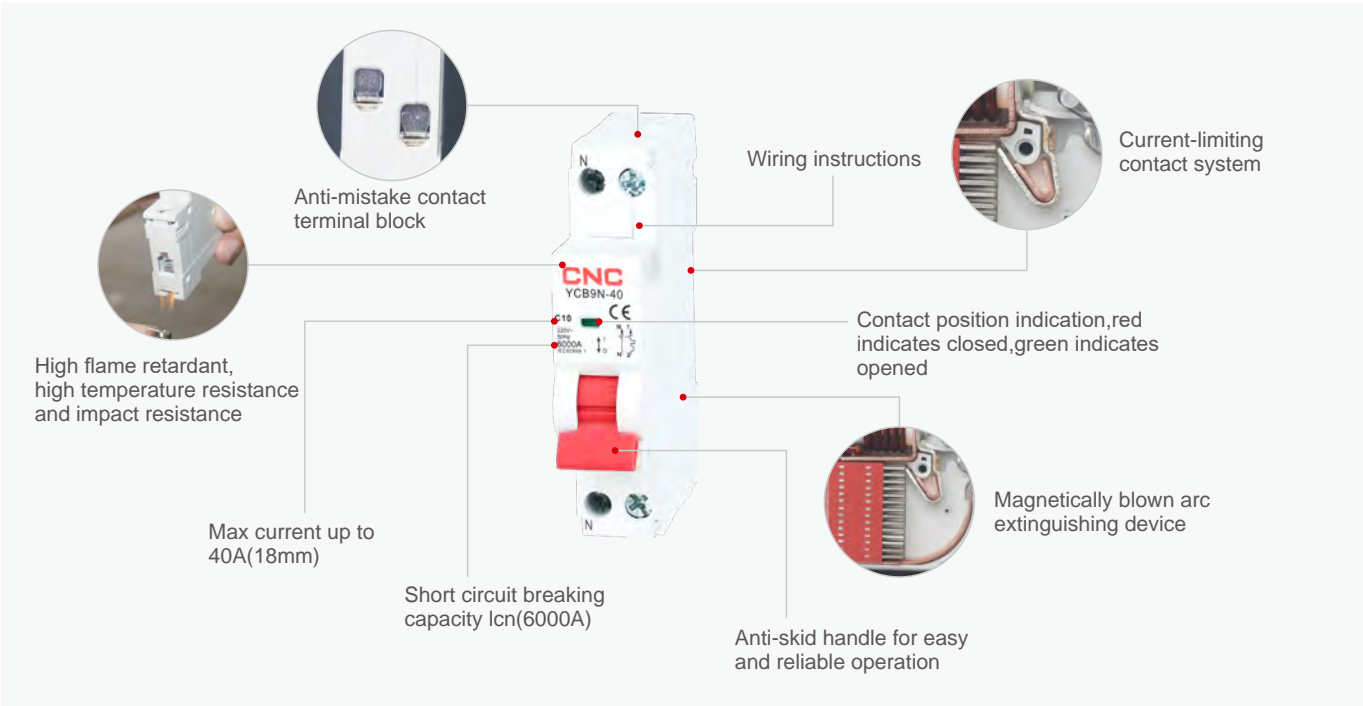 Anti-mistake contact
terminal block
Wiring instructions
Current-limiting
contact system
High flame retardant,
high temperature resistance
and impact resistance
N
CNC
YCB9N-40
C10
CE
220V~
50Hz
6000A
N 1
N
Contact position indication,red
indicates closed,green indicates
opened
Max current up to
40A(18mm)
Short circuit breaking
capacity lcn(6000A)
Magnetically blown arc
extinguishing device
Anti-skid handle for easy
and reliable operation